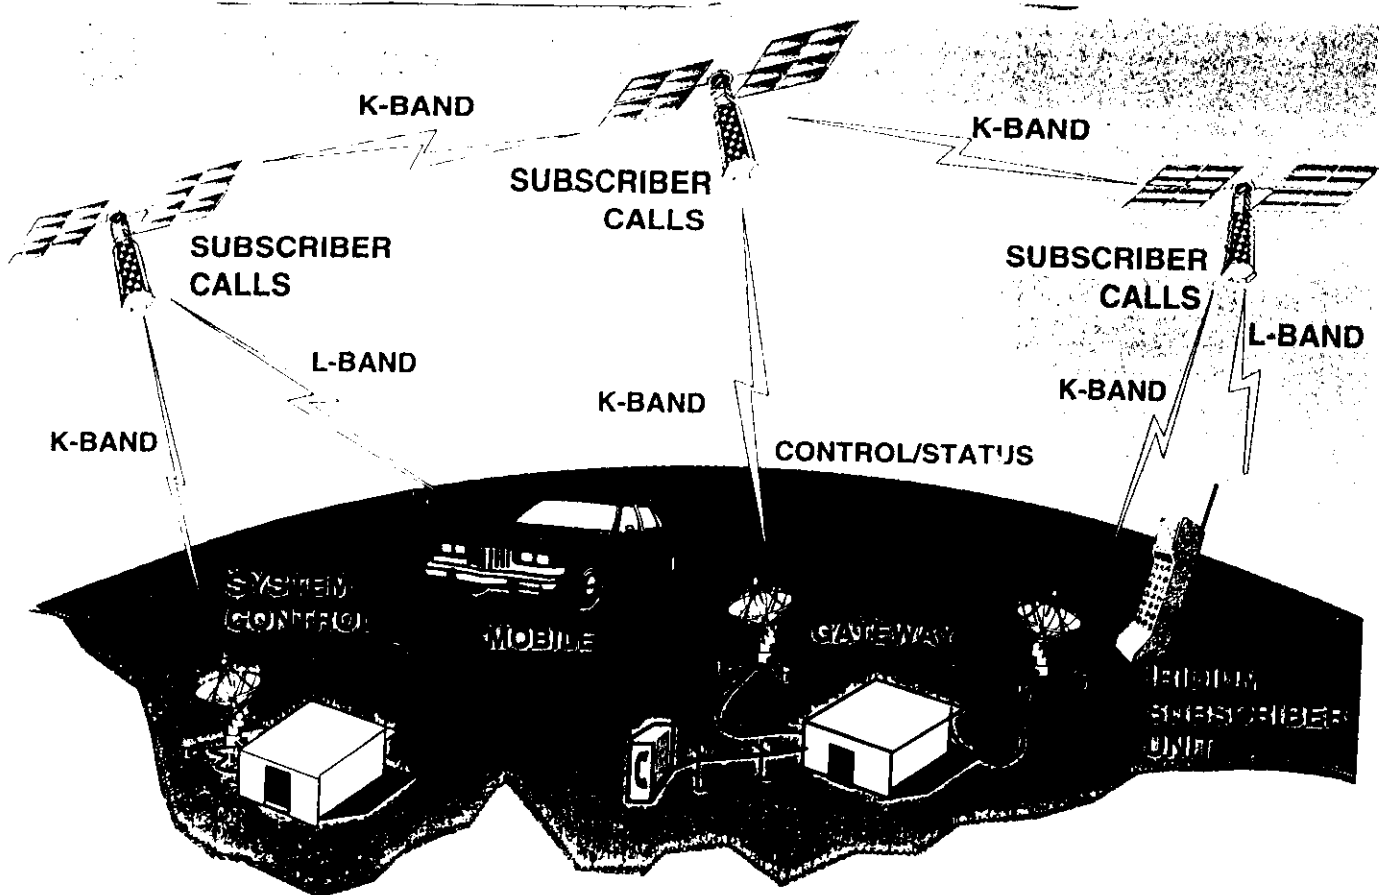 K-BAND
K-BAND
SUBSCRIBER
CALLS
SUBSCRIBER
CALLS
SUBSCRIBER
CALLS
L-BAND
L-BAND
K-BAND
K-BAND
K-BAND
CONTROL/STATUS
SYSTEM
CONTROL
MOBILE
GATEWAY
IRIDIUM
SUBSCRIBER
UNIT